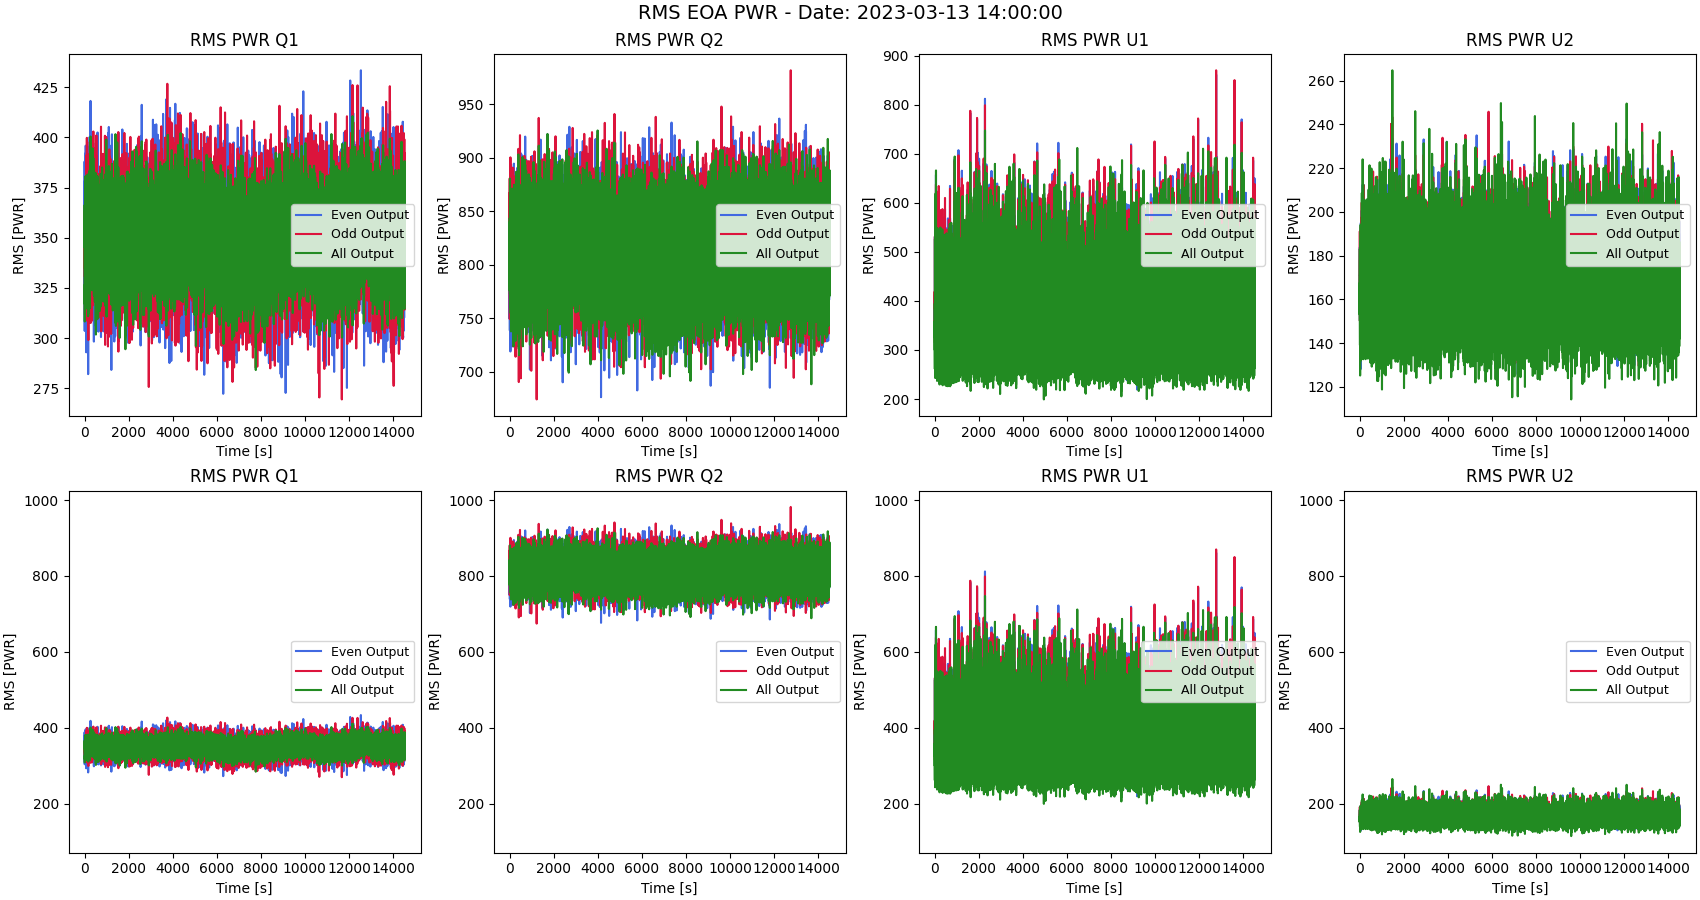 RMS EOA PWR - Date: 2023-03-13 14:00:00
RMS PWR Q1
RMS [PWR]
425
400
375
350
325
300
275
Even Output
Odd Output
All Output
0 2000 4000 6000 8000 10000 12000 14000
Time [s]
RMS PWR Q2
RMS [PWR]
950
900
850
800
750
700
Even Output
Odd Output
All Output
0 2000 4000 6000 8000 10000 12000 14000
Time [s]
RMS PWR U1
RMS [PWR]
900
800
700
600
500
400
300
200
Even Output
Odd Output
All Output
0 2000 4000 6000 8000 10000 12000 14000
Time [s]
RMS PWR U2
RMS [PWR]
260
240
220
200
180
160
140
120
Even Output
Odd Output
All Output
0 2000 4000 6000 8000 10000 12000 14000
Time [s]
RMS PWR Q1
RMS [PWR]
1000
800
600
400
200
Even Output
Odd Output
All Output
0 2000 4000 6000 8000 10000 12000 14000
Time [s]
RMS PWR Q2
RMS [PWR]
1000
800
600
400
200
Even Output
Odd Output
All Output
0 2000 4000 6000 8000 10000 12000 14000
Time [s]
RMS PWR U1
RMS [PWR]
1000
800
600
400
200
Even Output
Odd Output
All Output
0 2000 4000 6000 8000 10000 12000 14000
Time [s]
RMS PWR U2
RMS [PWR]
1000
800
600
400
200
Even Output
Odd Output
All Output
0 2000 4000 6000 8000 10000 12000 14000
Time [s]